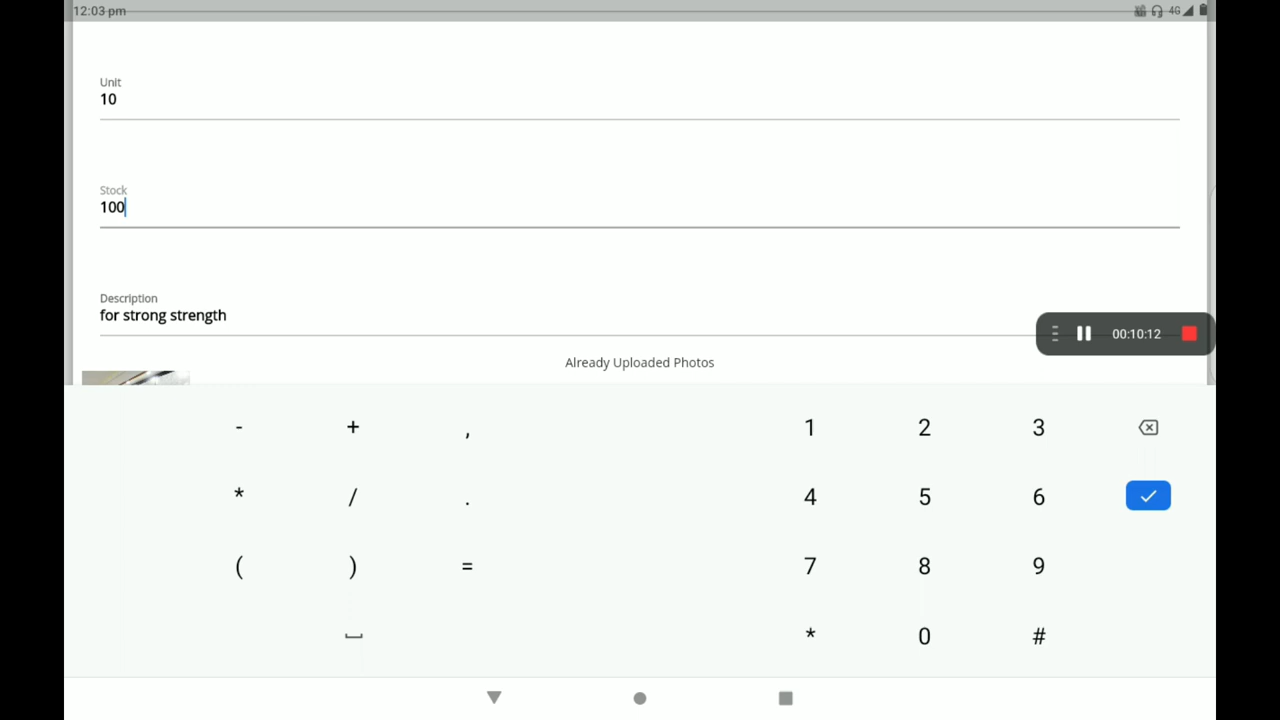 12:03 pm
4G
Unit
10
Stock
100
Description
for strong strength
00:10:12
Already Uploaded Photos
- + , 1 2 3
* / . 4 5 6
( ) = 7 8 9
* 0 #